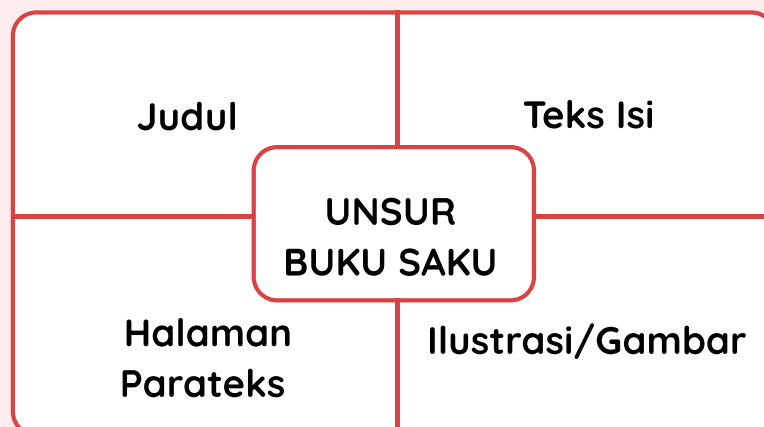 Judul
Teks Isi
UNSUR
BUKU SAKU
Halaman
Parateks
Ilustrasi/Gambar